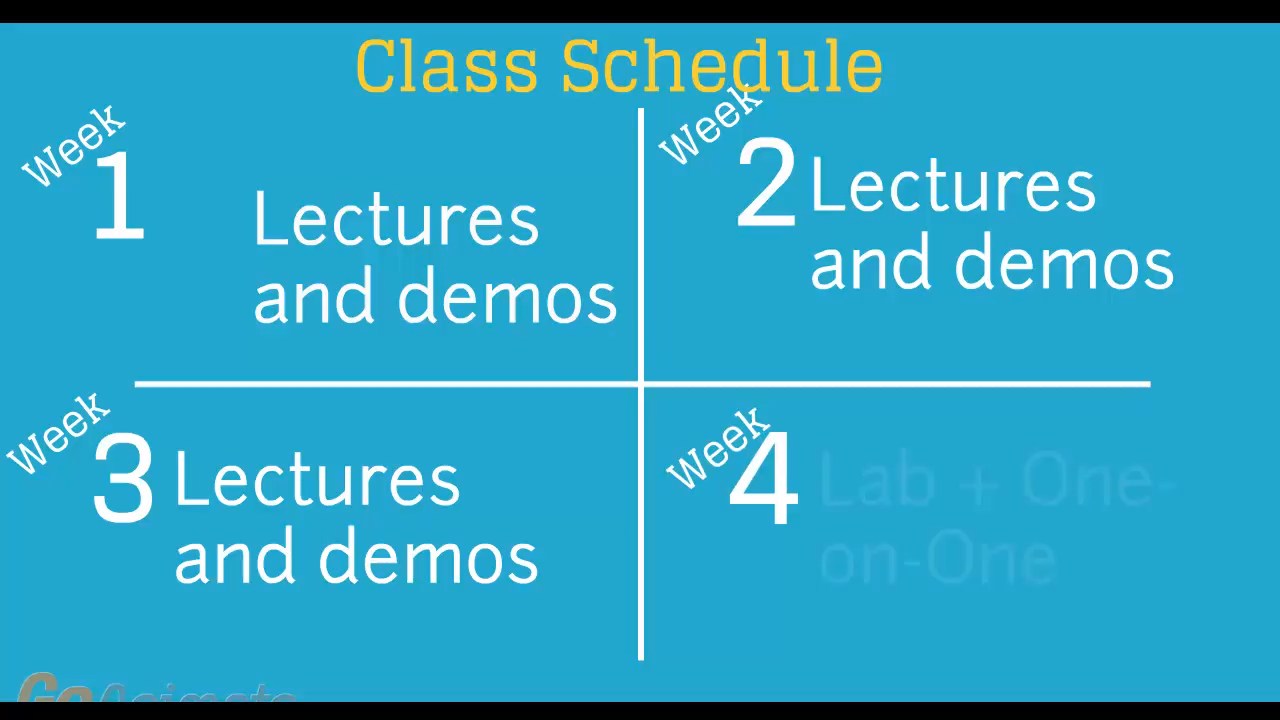 Class Schedule
Week
1
Lectures
and demos
Week
2
Lectures
and demos
Week
3
Lectures
and demos
Week
4
Lab + One-
on-One
GoAnimate